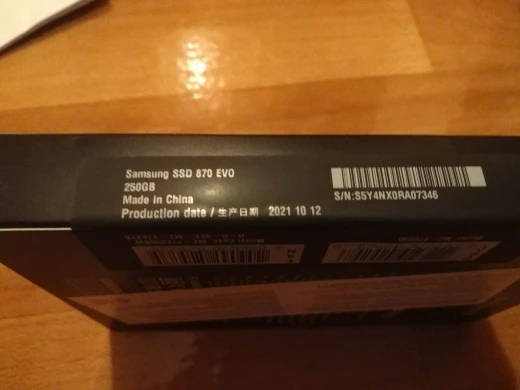 Samsung SSD 870 EVO
250GB
Made in China
Production date / 生产日期 2021 10 12
S/N:S5Y4NX0RA07346